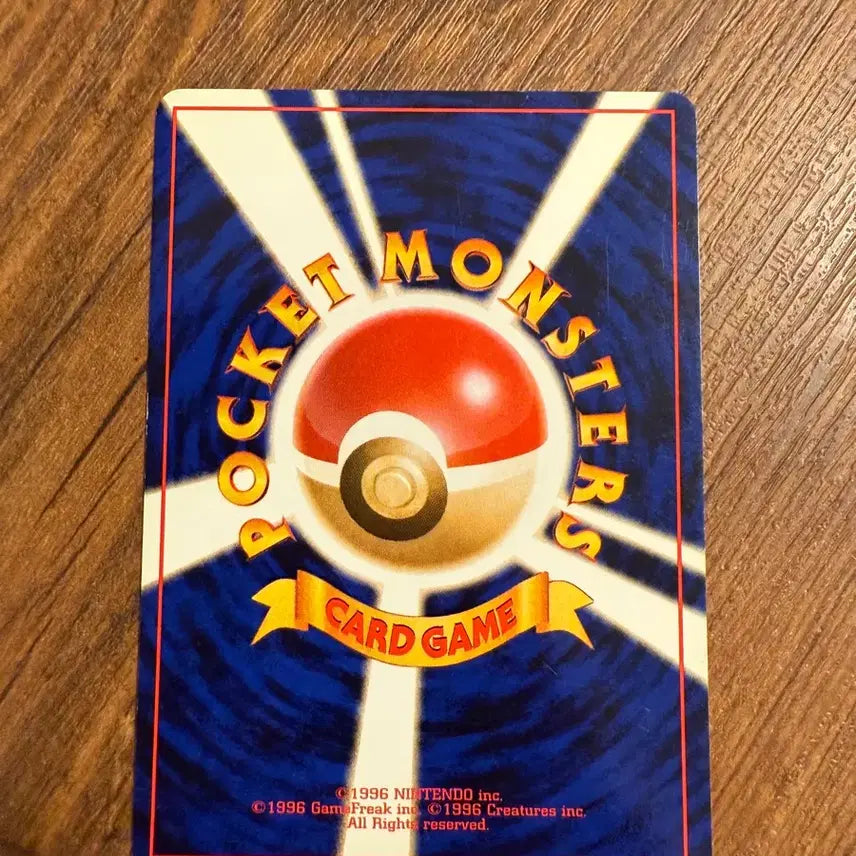 POCKET MONSTERS
CARD GAME
©1996 NINTENDO inc.
©1996 GameFreak inc. ©1996 Creatures inc.
All Rights reserved.